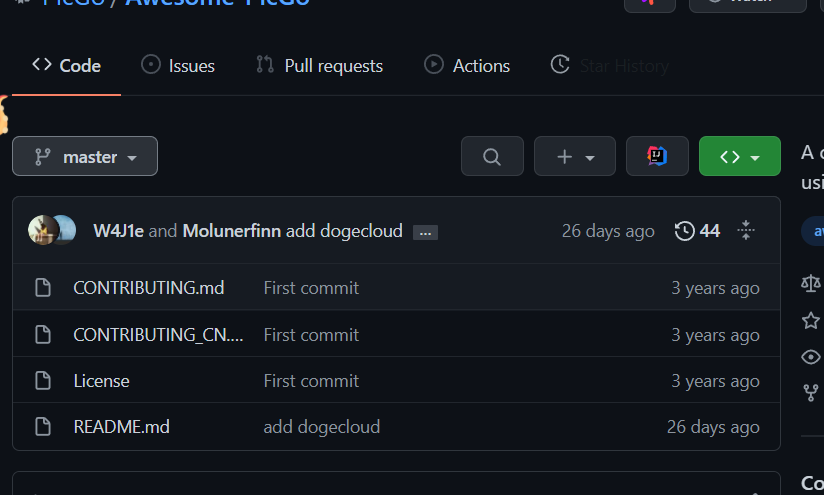 PicGo / Awesome-PicGo
Watch
Code Issues Pull requests Actions Star History
master
W4J1e and Molunerfinn add dogecloud ... 26 days ago 44
CONTRIBUTING.md First commit 3 years ago
CONTRIBUTING_CN.... First commit 3 years ago
License First commit 3 years ago
README.md add dogecloud 26 days ago